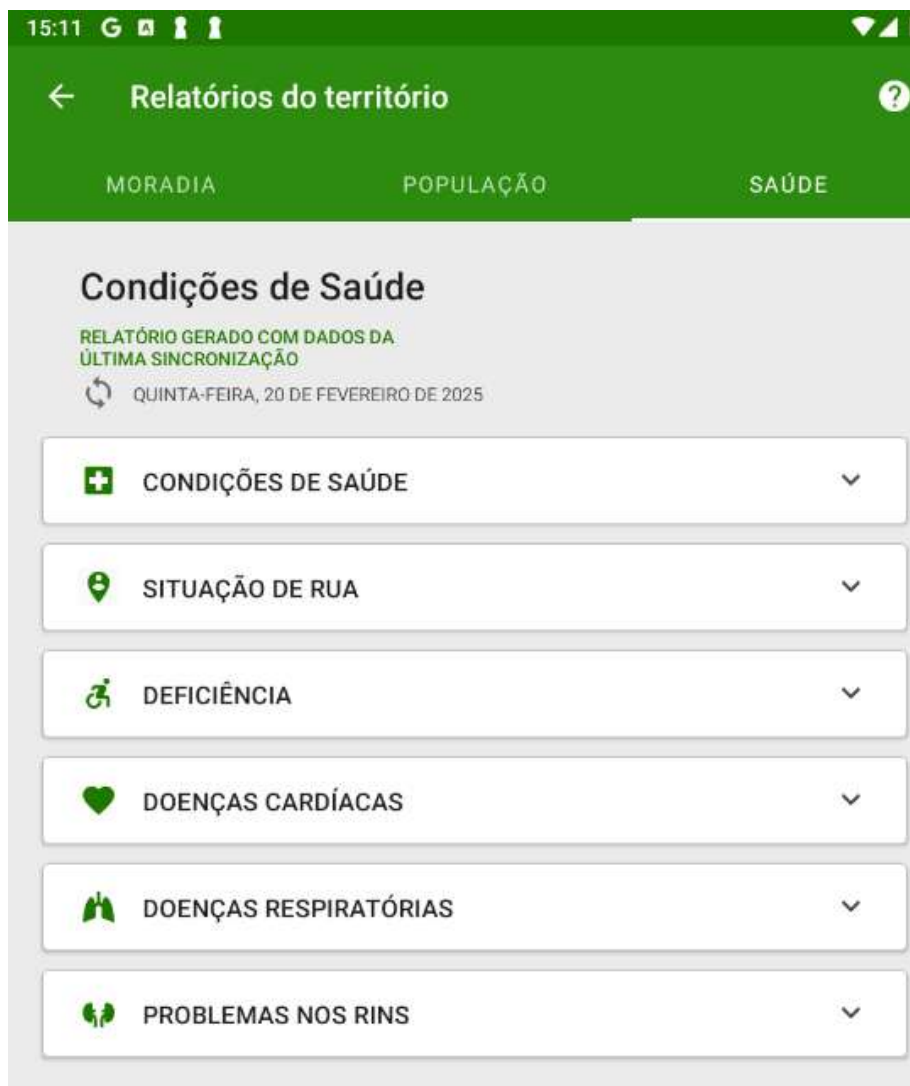 15:11 G A
Relatórios do território
?
MORADIA POPULAÇÃO SAÚDE
Condições de Saúde
RELATÓRIO GERADO COM DADOS DA
ÚLTIMA SINCRONIZAÇÃO
QUINTA-FEIRA, 20 DE FEVEREIRO DE 2025
CONDIÇÕES DE SAÚDE
SITUAÇÃO DE RUA
DEFICIÊNCIA
DOENÇAS CARDÍACAS
DOENÇAS RESPIRATÓRIAS
PROBLEMAS NOS RINS